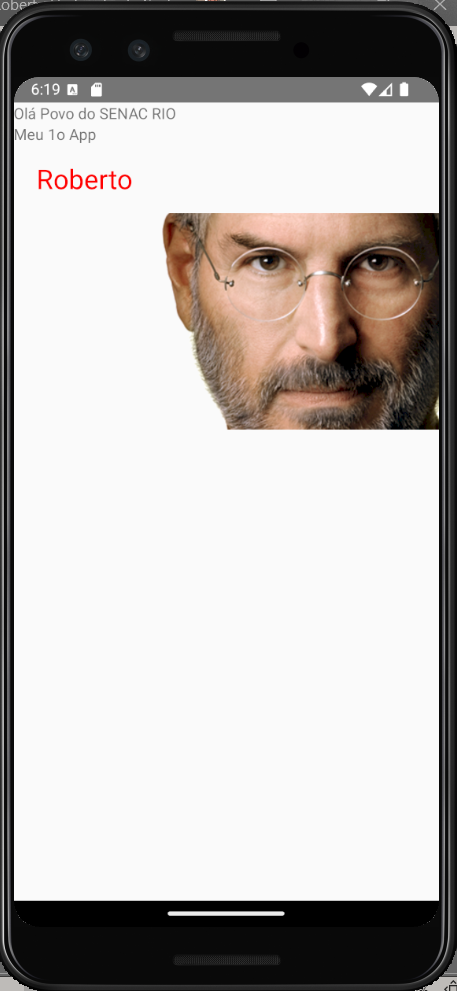 6:19
Olá Povo do SENAC RIO
Meu 1o App
Roberto